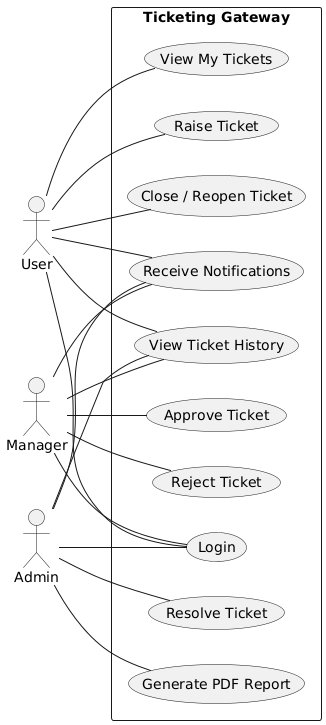 Ticketing Gateway
View My Tickets
Raise Ticket
Close / Reopen Ticket
User
Receive Notifications
View Ticket History
Approve Ticket
Manager
Reject Ticket
Login
Admin
Resolve Ticket
Generate PDF Report